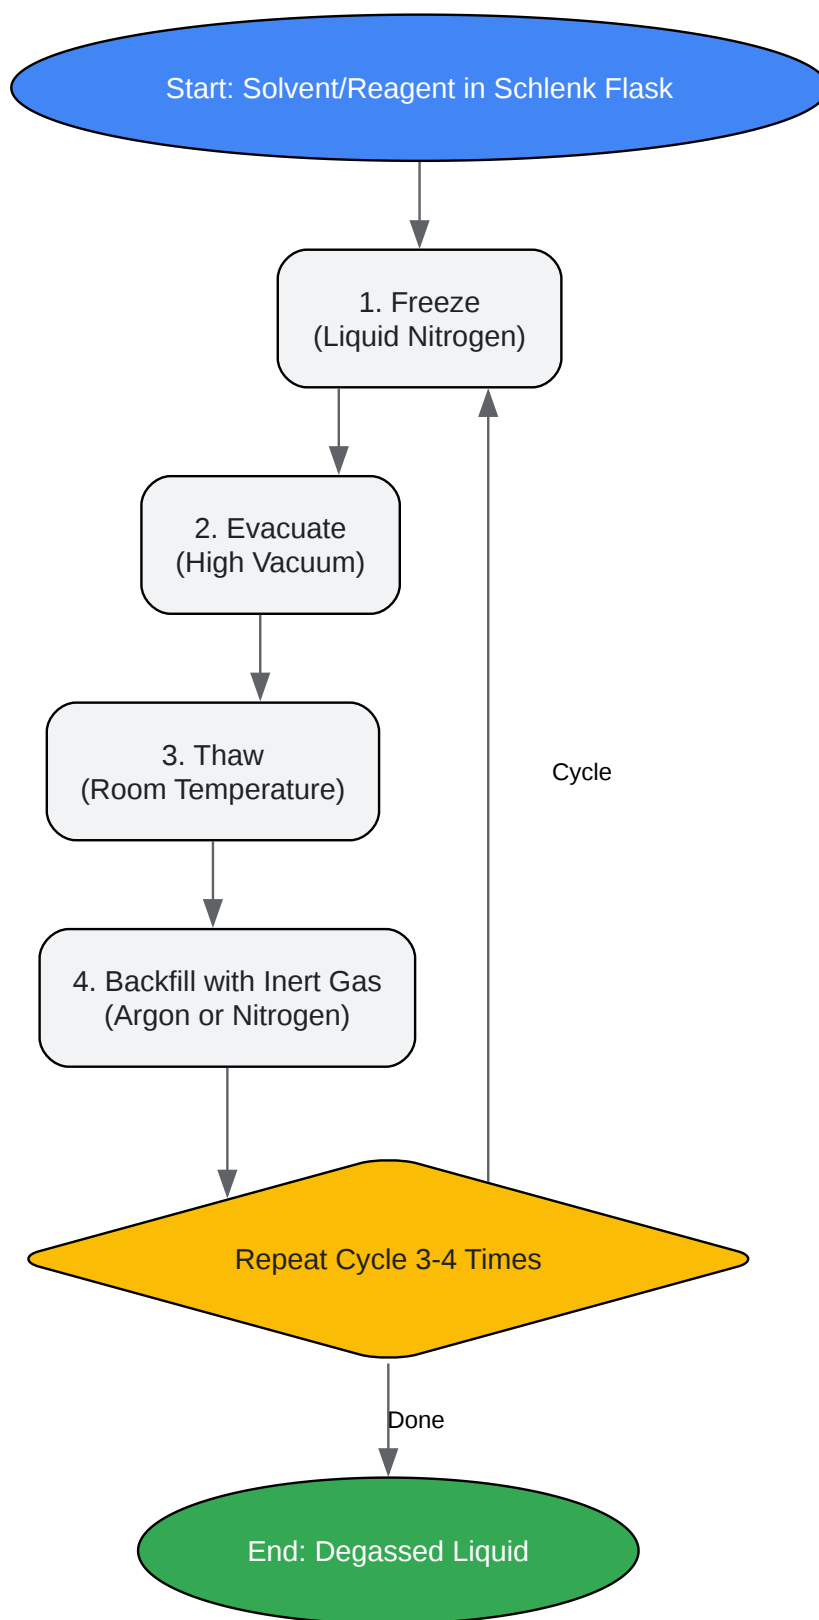 Start: Solvent/Reagent in Schlenk Flask
1. Freeze
(Liquid Nitrogen)
2. Evacuate
(High Vacuum)
3. Thaw
(Room Temperature)
Cycle
4. Backfill with Inert Gas
(Argon or Nitrogen)
Repeat Cycle 3-4 Times
Done
End: Degassed Liquid